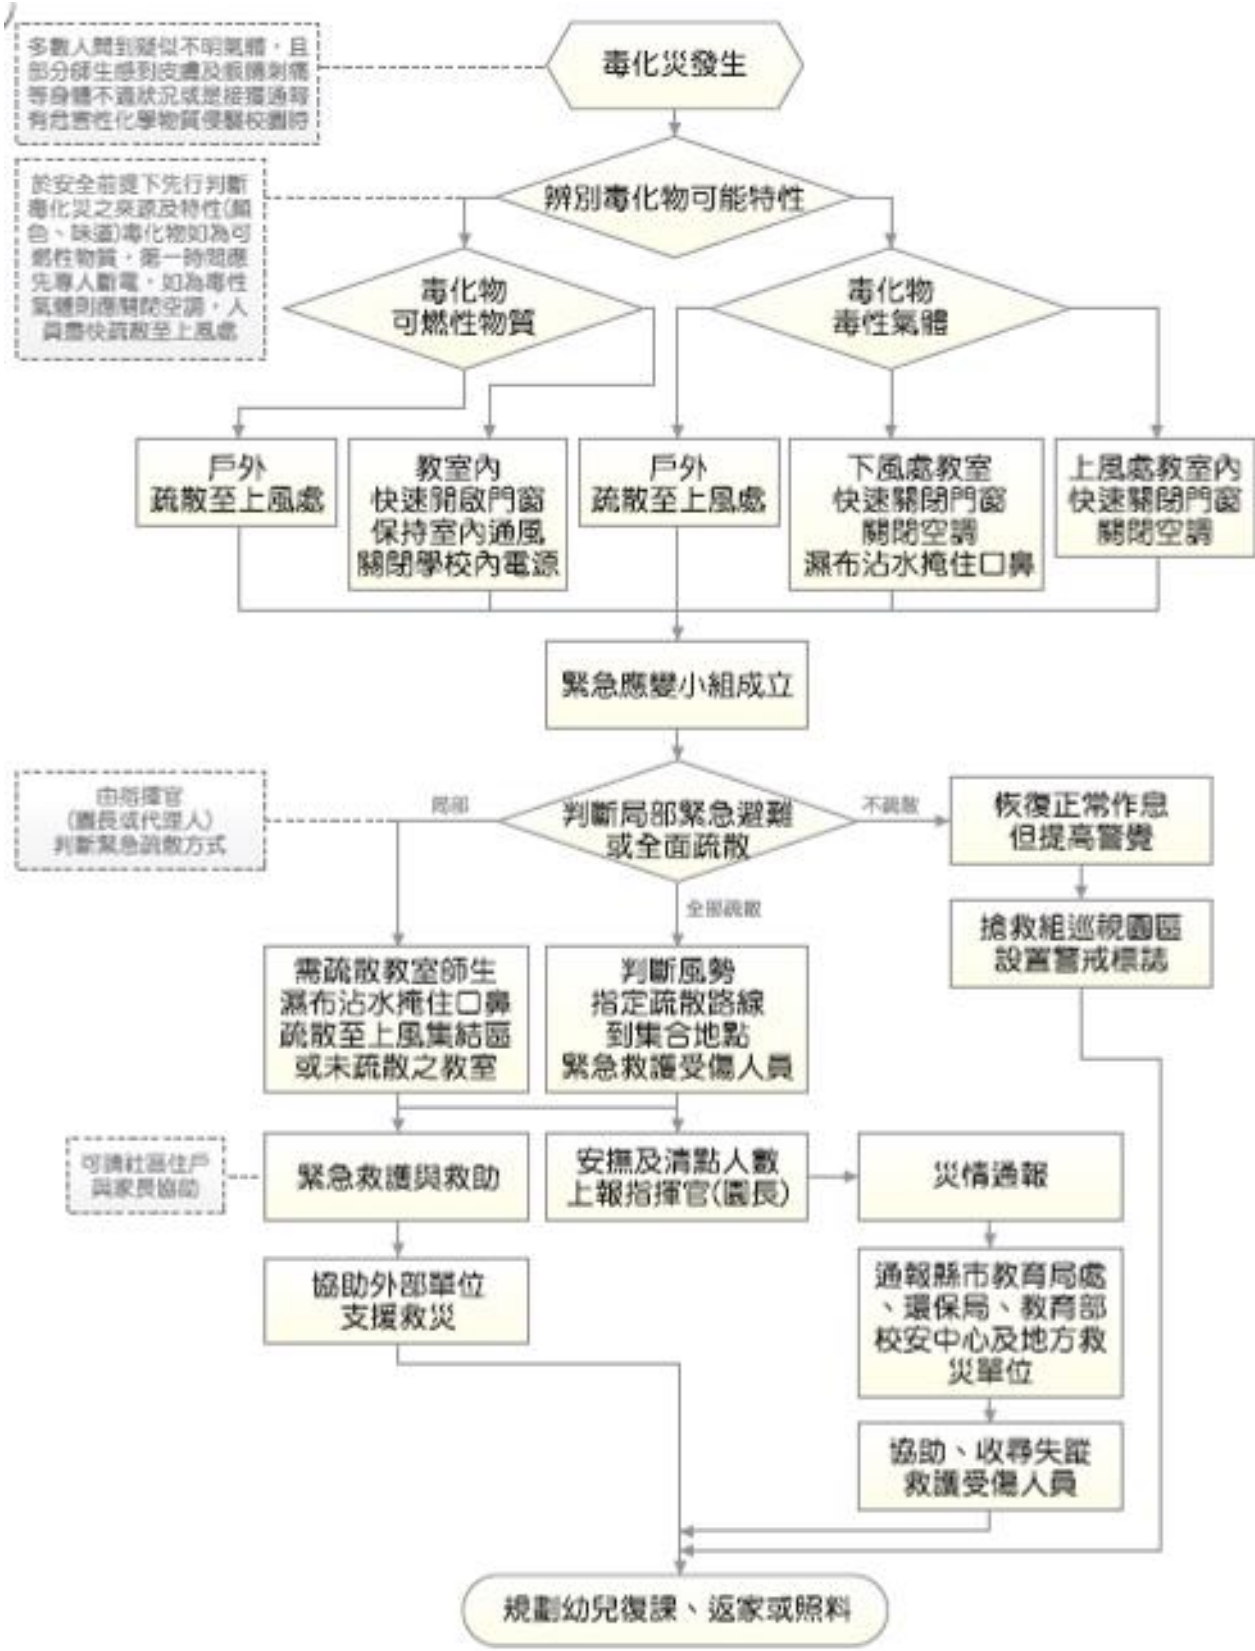 多數人聞到疑似不明氣體，且
部分師生感到皮膚及眼睛刺痛
等身體不適狀況或是接獲通報
有危害性化學物質侵襲校園時
毒化災發生
於安全前提下先行判斷
毒化災之來源及特性(顏
色、味道)毒化物如為可
燃性物質，第一時間應
先專人斷電，如為毒性
氣體則應關閉空調，人
員盡快疏散至上風處
辨別毒化物可能特性
毒化物
可燃性物質
毒化物
毒性氣體
戶外
疏散至上風處
教室內
快速開啟門窗
保持室內通風
關閉學校內電源
戶外
疏散至上風處
下風處教室
快速關閉門窗
關閉空調
濕布沾水掩住口鼻
上風處教室內
快速關閉門窗
關閉空調
緊急應變小組成立
由指揮官
(園長或代理人)
判斷緊急疏散方式
局部
判斷局部緊急避難
或全面疏散
不疏散
恢復正常作息
但提高警覺
全部疏散
搶救組巡視園區
設置警戒標誌
需疏散教室師生
濕布沾水掩住口鼻
疏散至上風集結區
或未疏散之教室
判斷風勢
指定疏散路線
到集合地點
緊急救護受傷人員
可請社區住戶
與家長協助
緊急救護與救助
安撫及清點人數
上報指揮官(園長)
災情通報
協助外部單位
支援救災
通報縣市教育局處
、環保局、教育部
校安中心及地方救
災單位
協助、收尋失蹤
救護受傷人員
規劃幼兒復課、返家或照料